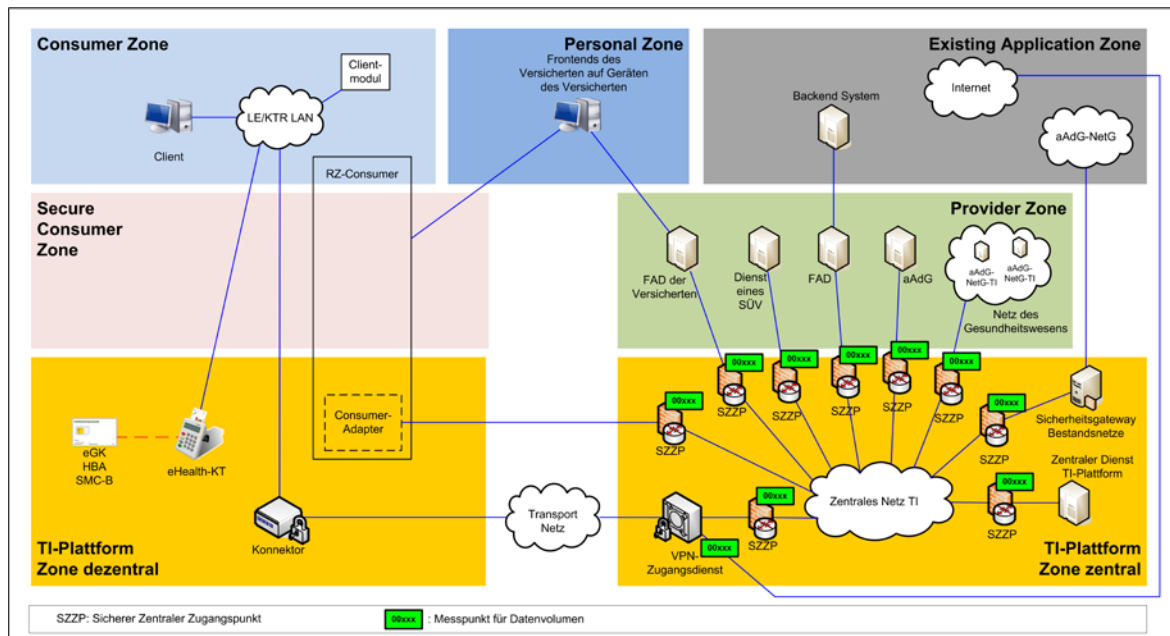 Consumer Zone
Client-
modul
LE/KTR LAN
Client
RZ-Consumer
Personal Zone
Frontends des
Versicherten auf Geräten
des Versicherten
Existing Application Zone
Internet
Backend System
aAdG-NetG
Secure
Consumer
Zone
Provider Zone
FAD der
Versicherten
Dienst
eines
SÜV
FAD
aAdG
aAdG-
NetG-TI
aAdG-
NetG-TI
Netz des
Gesundheitswesens
00xxx
00xxx
00xxx
00xxx
00xxx
SZZP
SZZP
SZZP
SZZP
SZZP
Consumer-
Adapter
00xxx
SZZP
00xxx
SZZP
Sicherheitsgateway
Bestandsnetze
eGK
HBA
SMC-B
eHealth-KT
Zentraler Dienst
TI-Plattform
Zentrales Netz TI
00xxx
SZZP
00xxx
SZZP
Transport
Netz
Konnektor
00xxx
VPN-
Zugangsdienst
TI-Plattform
Zone dezentral
TI-Plattform
Zone zentral
SZZP: Sicherer Zentraler Zugangspunkt
00xxx : Messpunkt für Datenvolumen